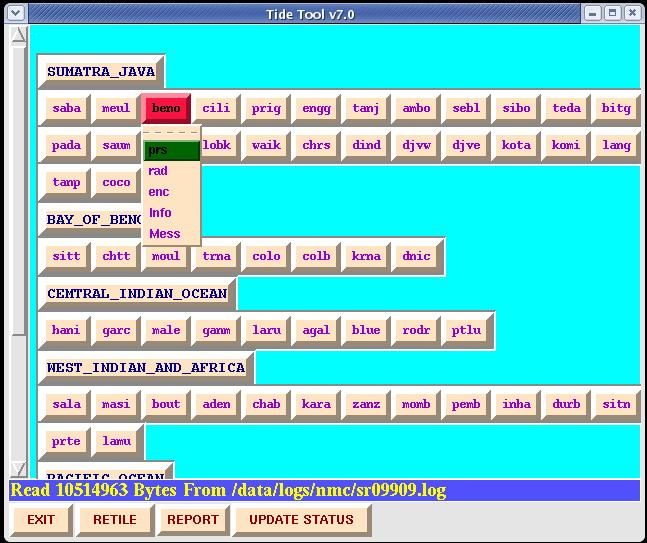 Tide Tool v7.0
SUMATRA_JAVA
saba meul beno cili prig engg tanj ambo sebl sibo teda bitg
pada saum lobk waik chrs dind djvw djve kota komi lang
prs
tanp coco
rad
enc
Info
Mess
BAY_OF_BENG
sitt chtt moul trna colo colb krna dnic
CEMTRAL_INDIAN_OCEAN
hani garc male ganm laru agal blue rodr ptlu
WEST_INDIAN_AND_AFRICA
sala masi bout aden chab kara zanz momb pemb inha durb sitn
prte lamu
PACIFIC_OCEAN
Read 10514963 Bytes From /data/logs/nmc/sr09909.log
EXIT RETILE REPORT UPDATE STATUS